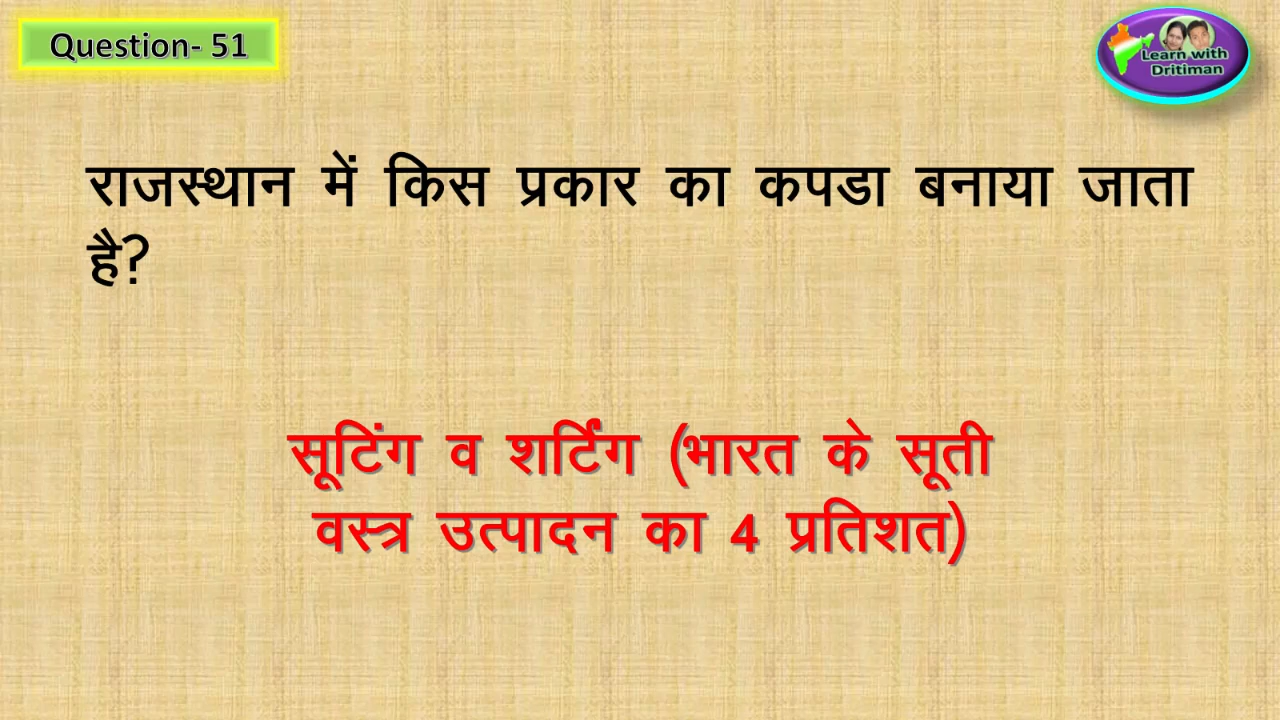 Question- 51
Learn with
Dritiman
राजस्थान में किस प्रकार का कपडा बनाया जाता
है?
सूटिंग व शर्टिंग (भारत के सूती
वस्त्र उत्पादन का 4 प्रतिशत)